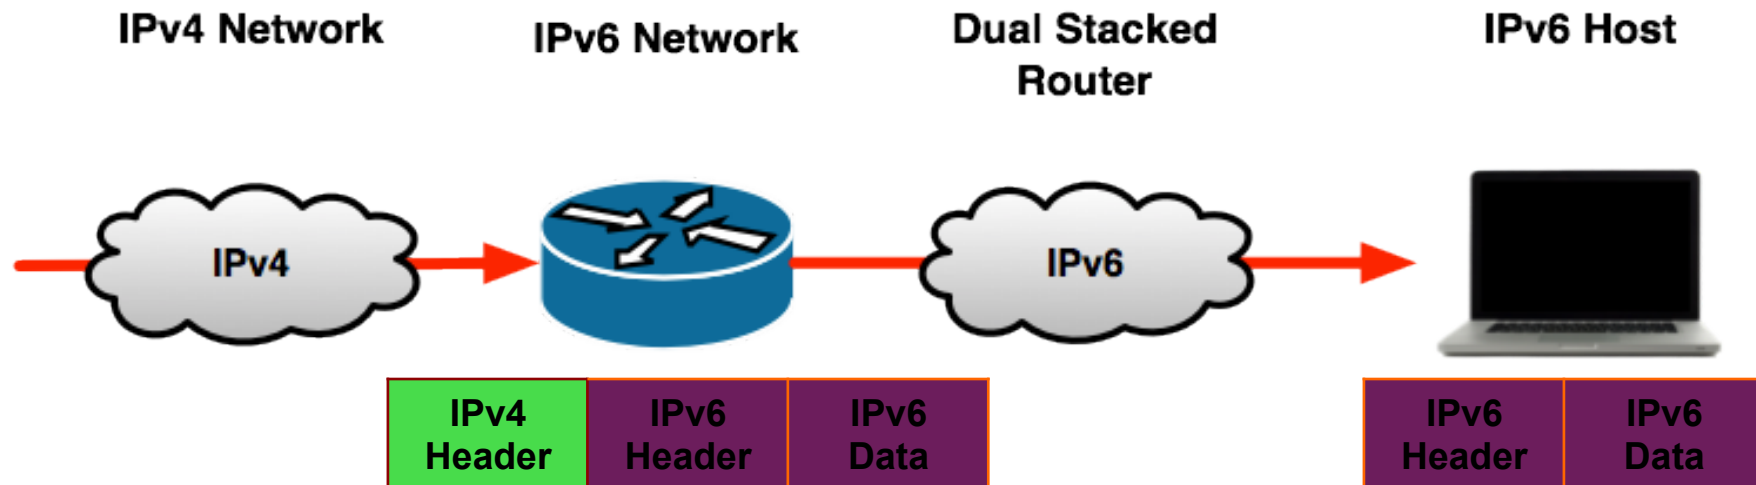 IPv4 Network
IPv6 Network
Dual Stacked
Router
IPv6 Host
IPv4
IPv6
IPv4
Header
IPv6
Header
IPv6
Data
IPv6
Header
IPv6
Data